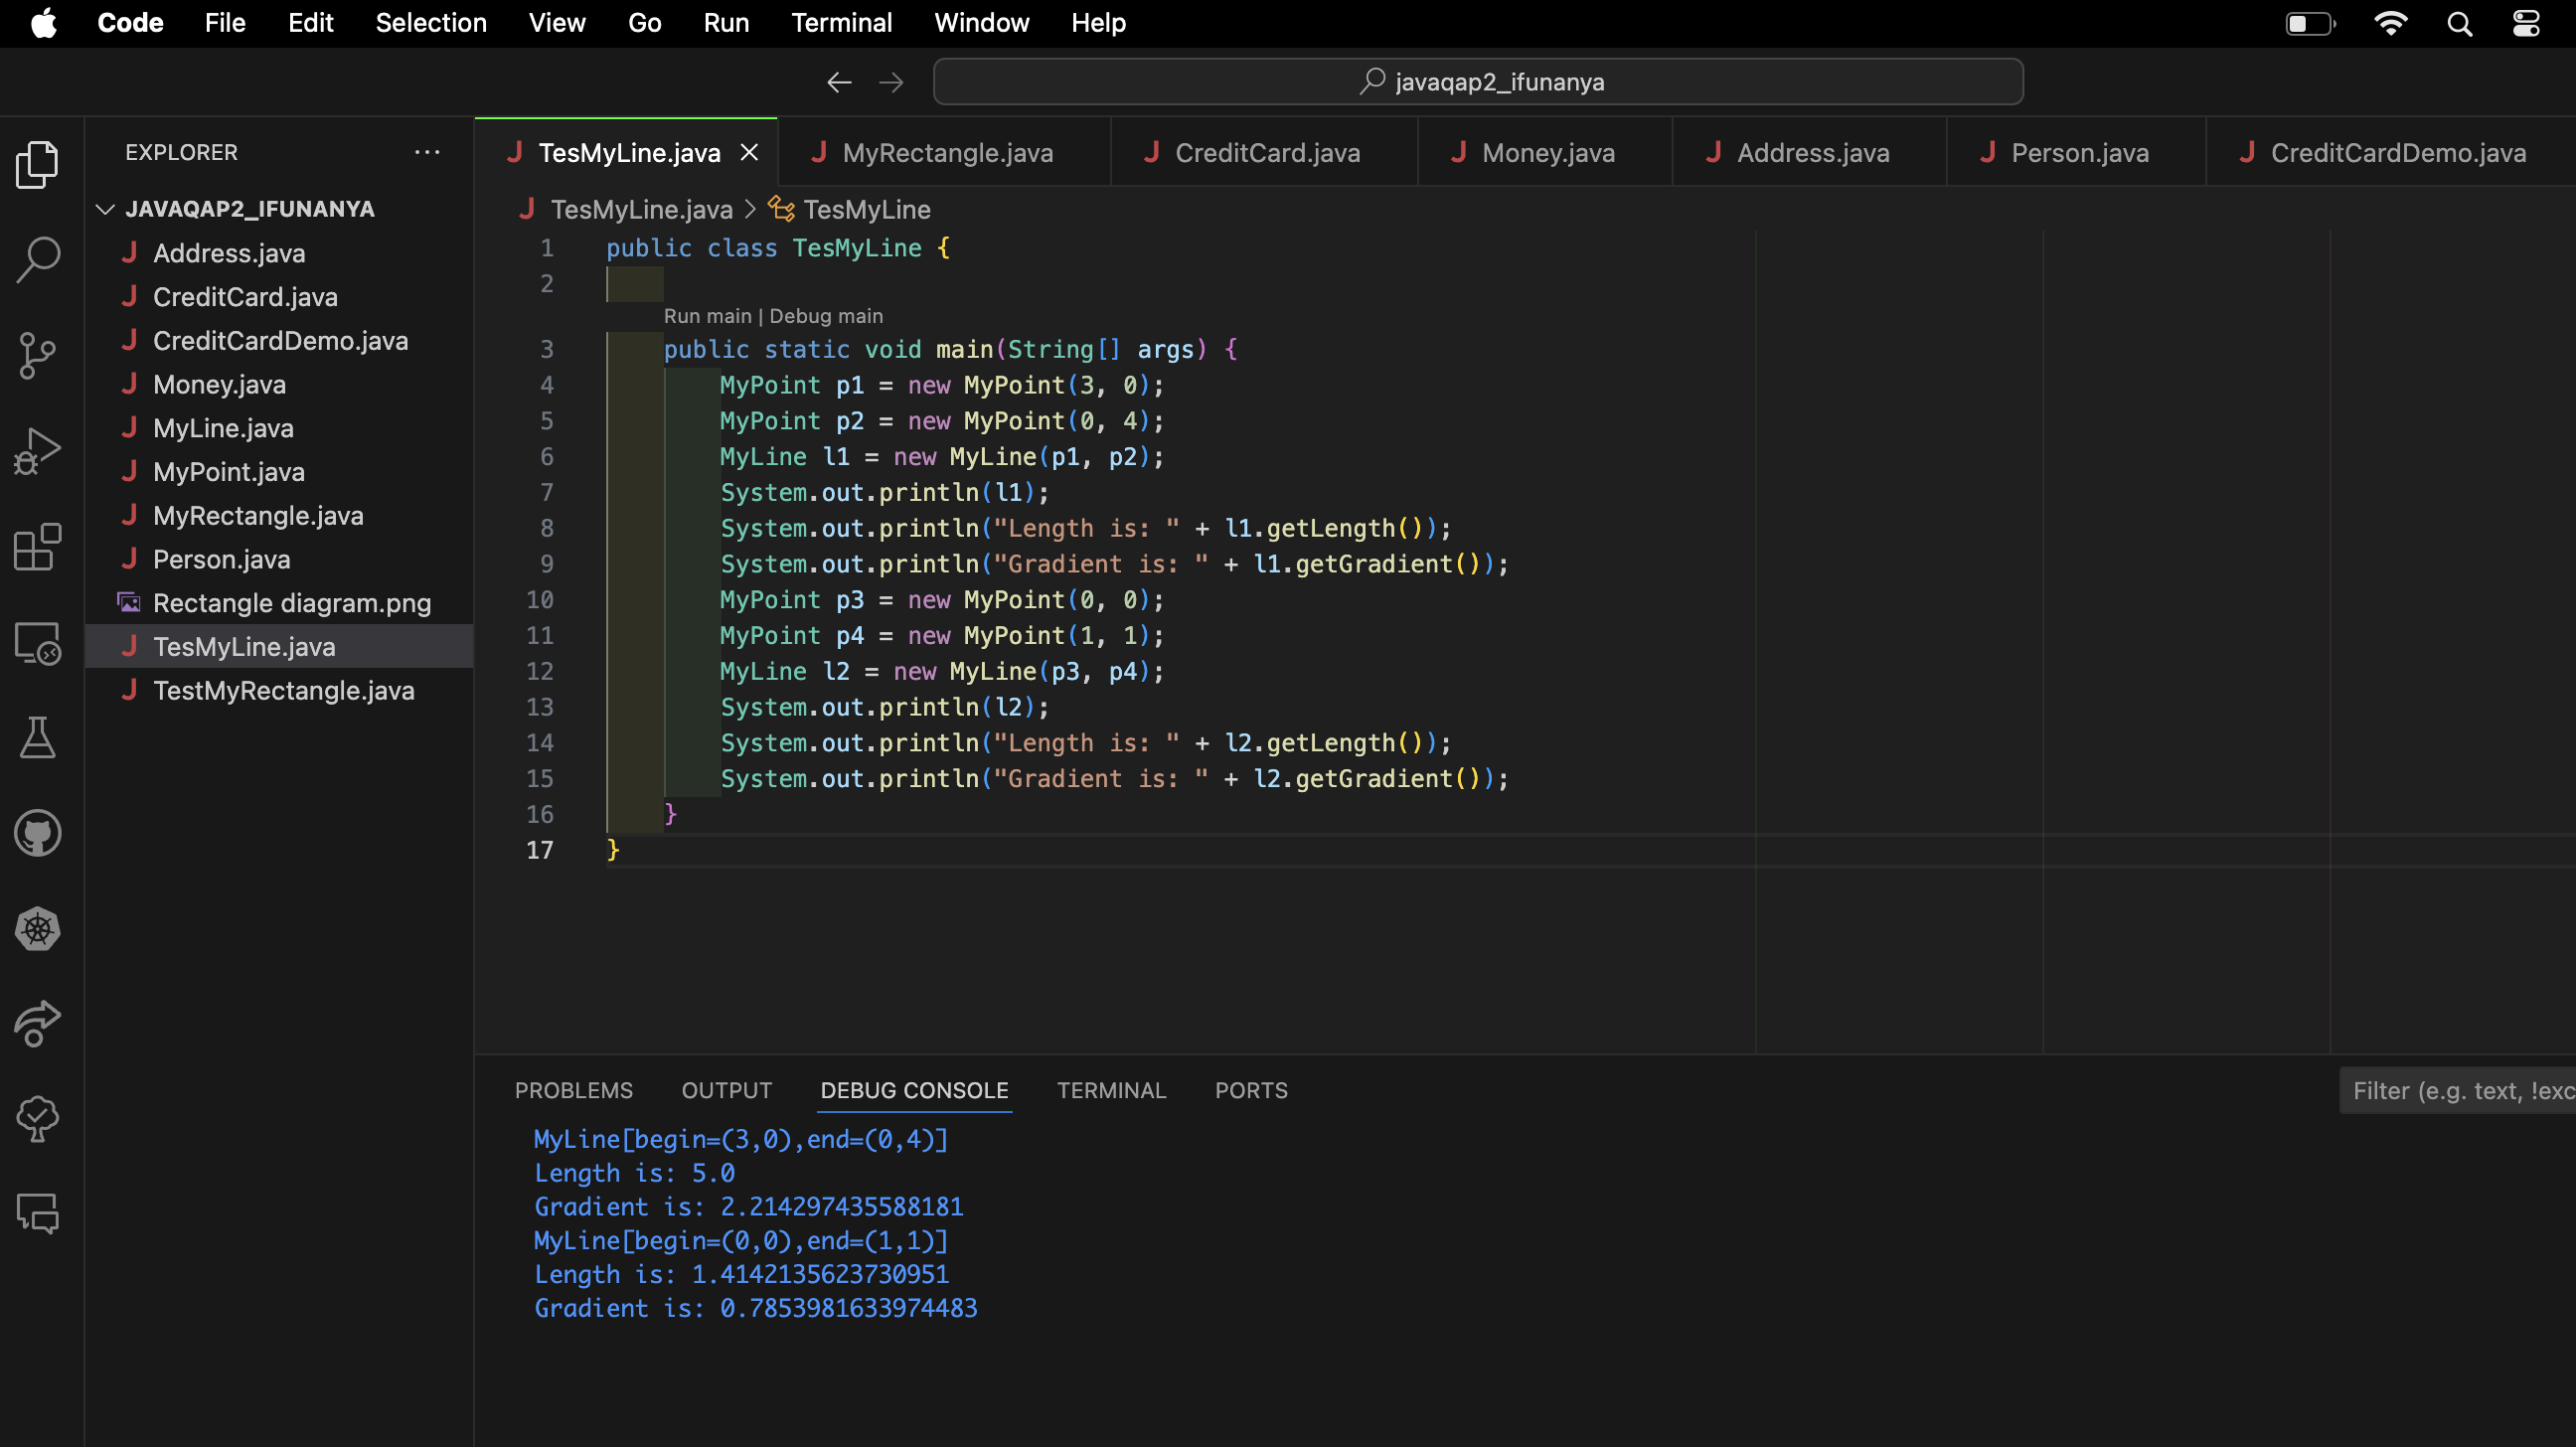 Code File Edit Selection View Go Run Terminal Window Help
javaqap2_ifunanya
EXPLORER
JAVAQAP2_IFUNANYA
J Address.java
J CreditCard.java
J CreditCardDemo.java
J Money.java
J MyLine.java
J MyPoint.java
J MyRectangle.java
J Person.java
Rectangle diagram.png
J TesMyLine.java
J TestMyRectangle.java
J TesMyLine.java J MyRectangle.java J CreditCard.java J Money.java J Address.java J Person.java J CreditCardDemo.java
J TesMyLine.java > TesMyLine
1 public class TesMyLine {
2
Run main | Debug main
3 public static void main(String[] args) {
4 MyPoint p1 = new MyPoint(3, 0);
5 MyPoint p2 = new MyPoint(0, 4);
6 MyLine l1 = new MyLine(p1, p2);
7 System.out.println(l1);
8 System.out.println("Length is: " + l1.getLength());
9 System.out.println("Gradient is: " + l1.getGradient());
10 MyPoint p3 = new MyPoint(0, 0);
11 MyPoint p4 = new MyPoint(1, 1);
12 MyLine l2 = new MyLine(p3, p4);
13 System.out.println(l2);
14 System.out.println("Length is: " + l2.getLength());
15 System.out.println("Gradient is: " + l2.getGradient());
16 }
17 }
PROBLEMS OUTPUT DEBUG CONSOLE TERMINAL PORTS
Filter (e.g. text, !exc
MyLine[begin=(3,0),end=(0,4)]
Length is: 5.0
Gradient is: 2.214297435588181
MyLine[begin=(0,0),end=(1,1)]
Length is: 1.4142135623730951
Gradient is: 0.7853981633974483